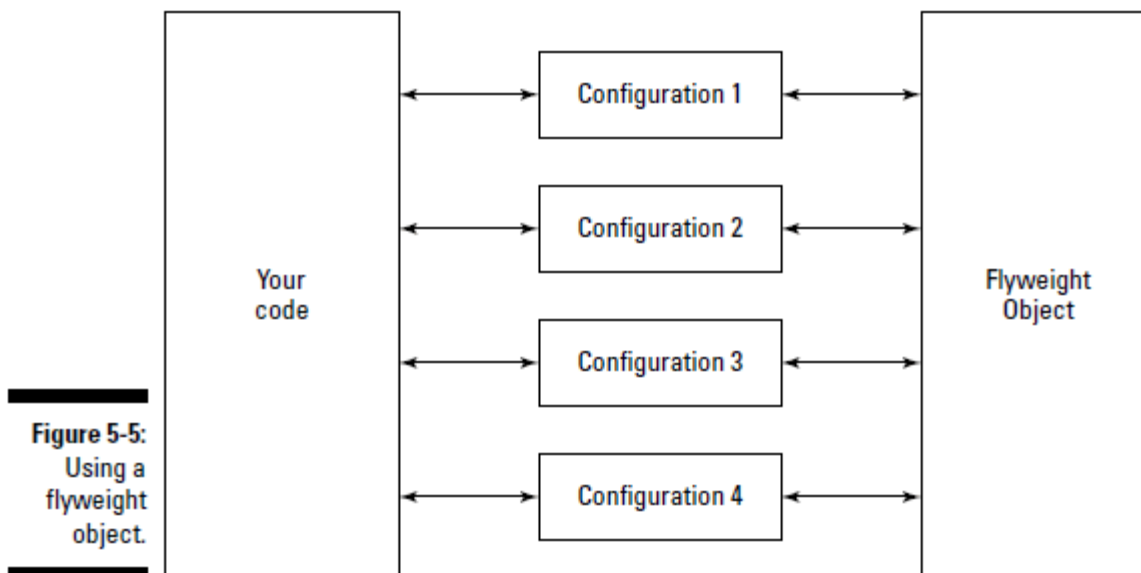 Configuration 1
Configuration 2
Your
code
Flyweight
Object
Configuration 3
Configuration 4
Figure 5-5:
Using a
flyweight
object.